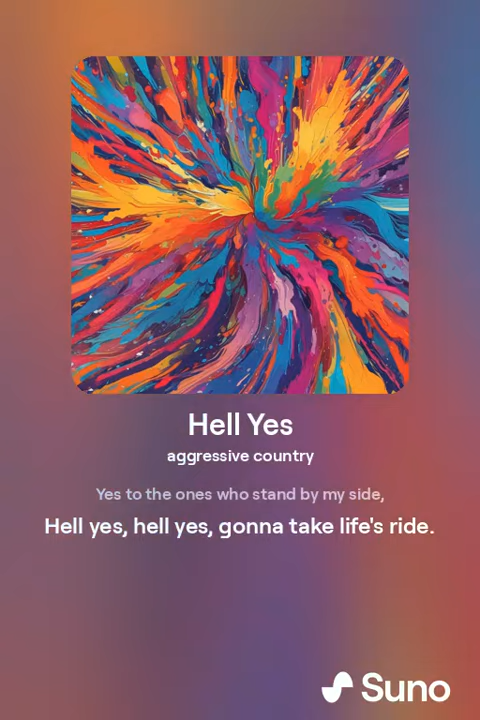 Hell Yes
aggressive country
Yes to the ones who stand by my side,
Hell yes, hell yes, gonna take life's ride.
Suno